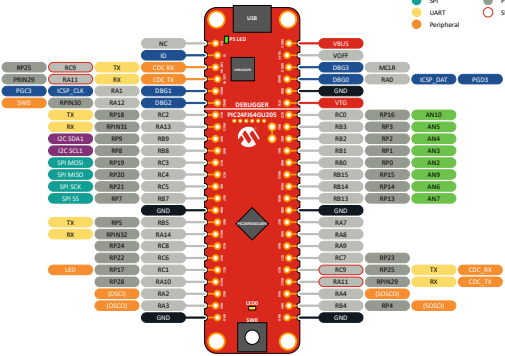 SPI P
UART S
Peripheral
USB
NC PS LED VBUS
ID VOFF
RP25 RC9 TX CDC RX DBG3 MCLR
PRIN29 RA11 RX CDC TX DBG0 RA0 ICSP_DAT PGD3
PGC3 ICSP_CLK RA1 DBG1 DEBUGGER GND
SW0 RPIN30 RA12 DBG2 DEBUGGER VTG
TX RP16 RC2 PIC24FJ64GU205 RC0 RP18 AN10
RX RPIN31 RA13 RB3 RP3 AN5
I2C SDA1 RP9 RB9 RB2 RP2 AN4
I2C SCL1 RP8 RB8 RB1 RP1 AN3
SPI MOSI RP19 RC3 RB0 RP0 AN2
SPI MISO RP20 RC4 RB15 RP15 AN9
SPI SCK RP21 RC5 RB14 RP14 AN6
SPI SS RP7 RB7 RB13 RP13 AN7
GND GND
TX RP5 RB5 PIC24FJ64GU205 RA7
RX RPIN32 RA14 RA8
RP24 RC8 RA9
RP22 RC6 RC7 RP23
LED RP17 RC1 RC9 RP25 TX CDC_RX
RP28 RA10 RA11 RPIN29 RX CDC_TX
(OSCI) RA2 RA4 (SOSCO)
(OSCO) RA3 LED0 RB4 RP4 (SOSCI)
GND SW0 GND